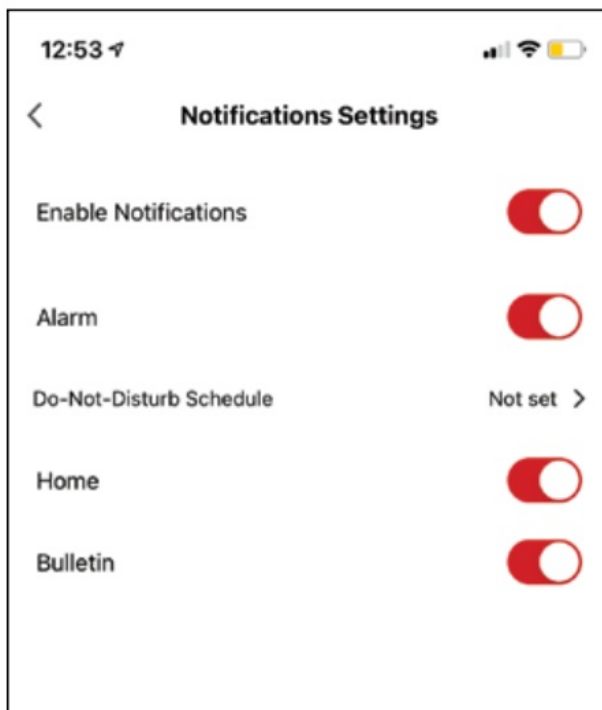 12:53
Notifications Settings
Enable Notifications
Alarm
Do-Not-Disturb Schedule Not set
Home
Bulletin